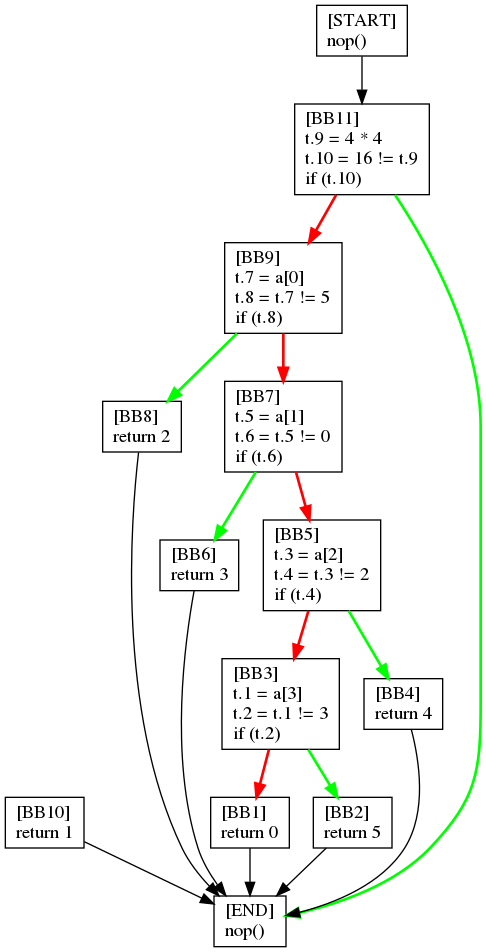 [START]
nop()
[BB11]
t.9 = 4 * 4
t.10 = 16 != t.9
if (t.10)
[BB9]
t.7 = a[0]
t.8 = t.7 != 5
if (t.8)
[BB7]
t.5 = a[1]
t.6 = t.5 != 0
if (t.6)
[BB8]
return 2
[BB5]
t.3 = a[2]
t.4 = t.3 != 2
if (t.4)
[BB6]
return 3
[BB3]
t.1 = a[3]
t.2 = t.1 != 3
if (t.2)
[BB4]
return 4
[BB10]
return 1
[BB1]
return 0
[BB2]
return 5
[END]
nop()